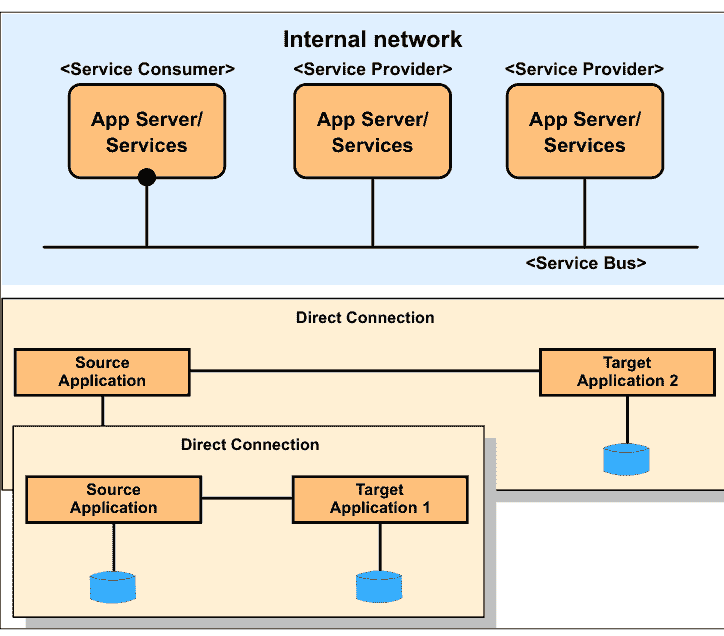 Internal network
<Service Consumer>
<Service Provider>
<Service Provider>
App Server/
Services
App Server/
Services
App Server/
Services
<Service Bus>
Direct Connection
Source
Application
Target
Application 2
Direct Connection
Source
Application
Target
Application 1